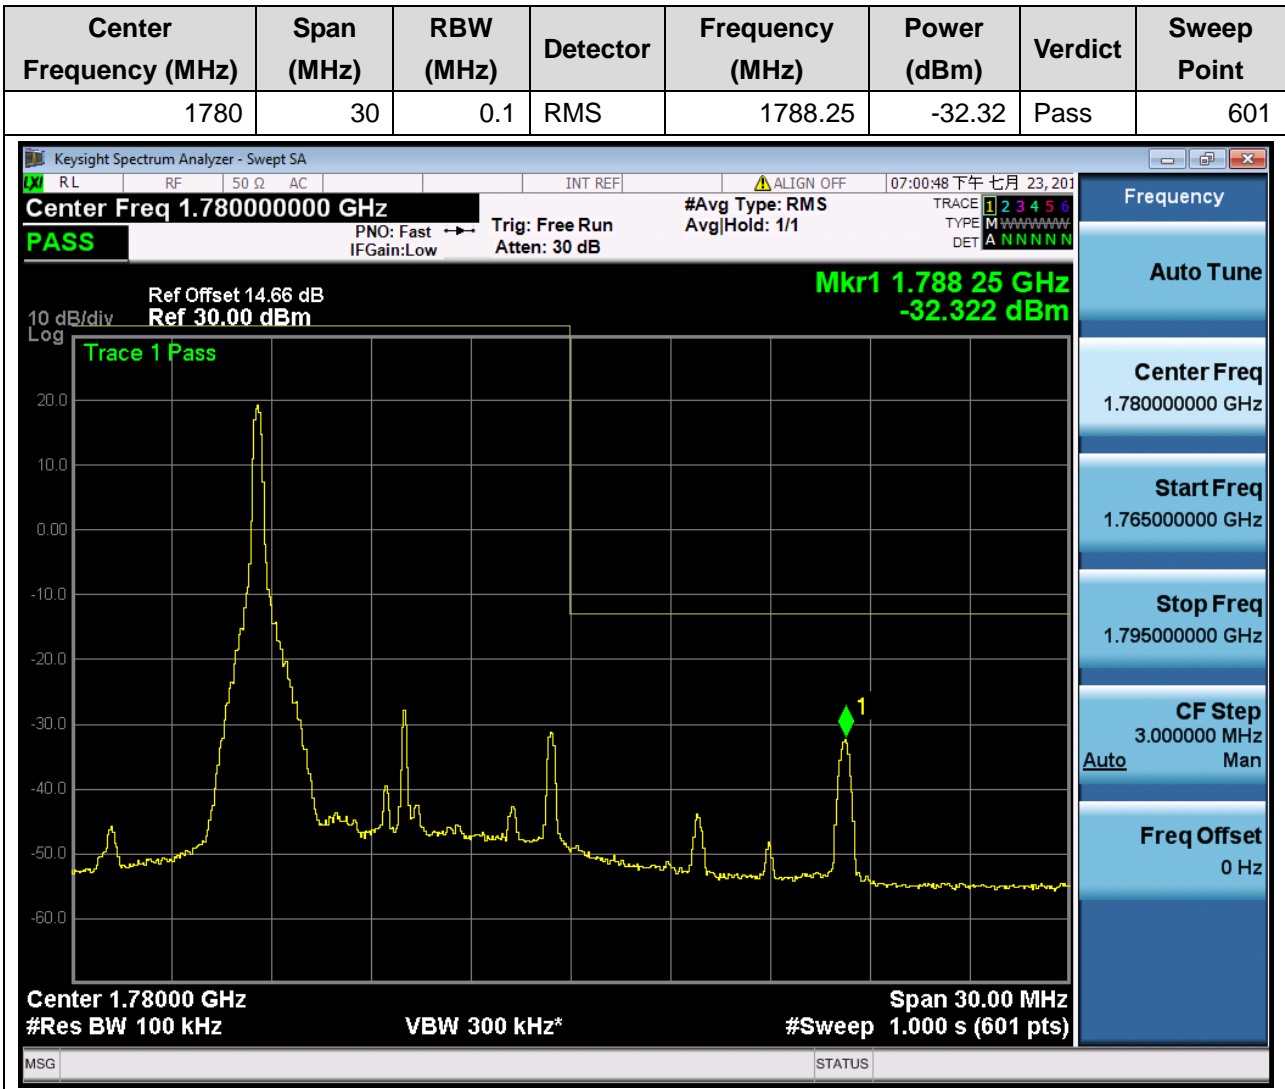 Center Frequency (MHz) Span (MHz) RBW (MHz) Detector Frequency (MHz) Power (dBm) Verdict Sweep Point
1780 30 0.1 RMS 1788.25 -32.32 Pass 601
Keysight Spectrum Analyzer - Swept SA
LXI RL RF 50 Ω AC INT REF ALIGN OFF 07:00:48 下午 七月 23, 201
Center Freq 1.780000000 GHz
PASS
PNO: Fast
IFGain:Low
Trig: Free Run
Atten: 30 dB
#Avg Type: RMS
Avg|Hold: 1/1
TRACE 1 2 3 4 5 6
TYPE M WWWWW
DET A N N N N N
Mkr1 1.788 25 GHz
-32.322 dBm
Ref Offset 14.66 dB
10 dB/div Ref 30.00 dBm
Log
Trace 1 Pass
20.0
10.0
0.00
-10.0
-20.0
-30.0
-40.0
-50.0
-60.0
1
Center 1.78000 GHz Span 30.00 MHz
#Res BW 100 kHz VBW 300 kHz* #Sweep 1.000 s (601 pts)
MSG STATUS
Frequency
Auto Tune
Center Freq
1.780000000 GHz
Start Freq
1.765000000 GHz
Stop Freq
1.795000000 GHz
CF Step
3.000000 MHz
Auto Man
Freq Offset
0 Hz